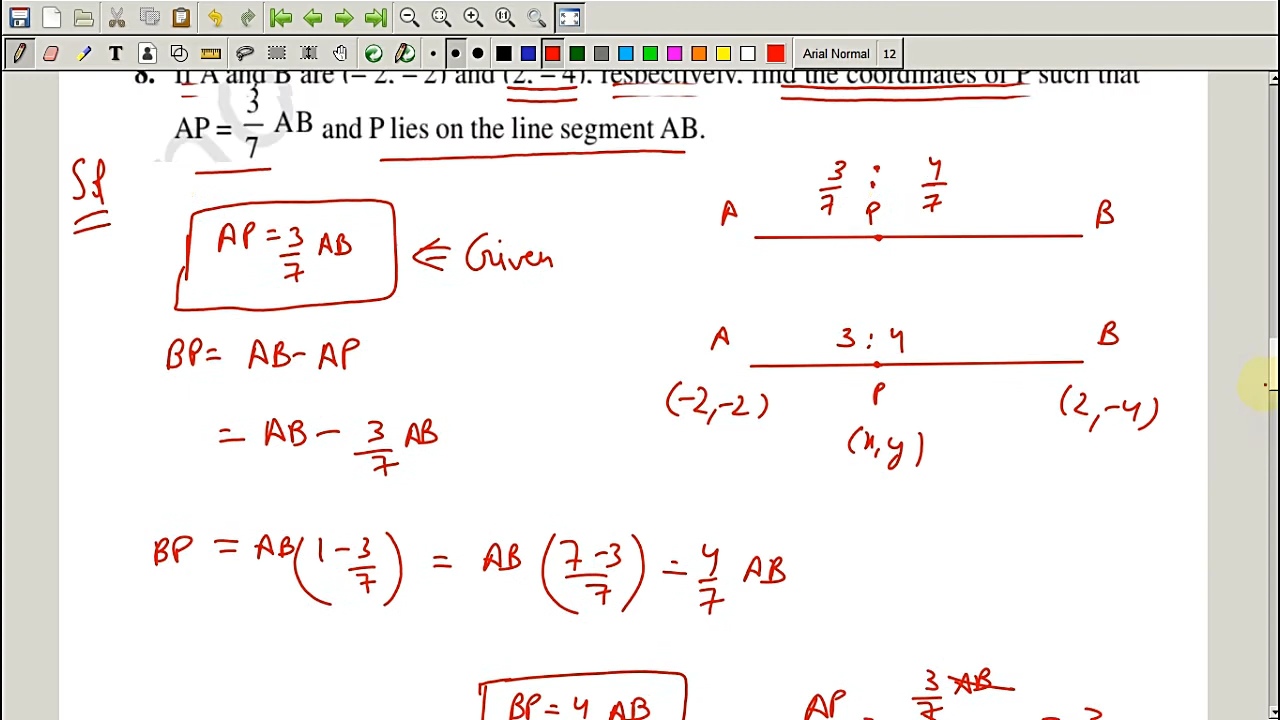 Arial Normal 12
8. If A and B are (– 2, – 2) and (2, – 4), respectively, find the coordinates of P such that
AP = 3/7 AB and P lies on the line segment AB.
Sol
AP = 3/7 AB ⇐ Given
3/7 : 4/7
A P B
BP = AB - AP
A 3 : 4 B
(-2,-2) P (2,-4)
(x,y)
= AB - 3/7 AB
BP = AB(1 - 3/7) = AB(7-3/7) = 4/7 AB
BP = 4 AB
AP 3/7 AB = 3